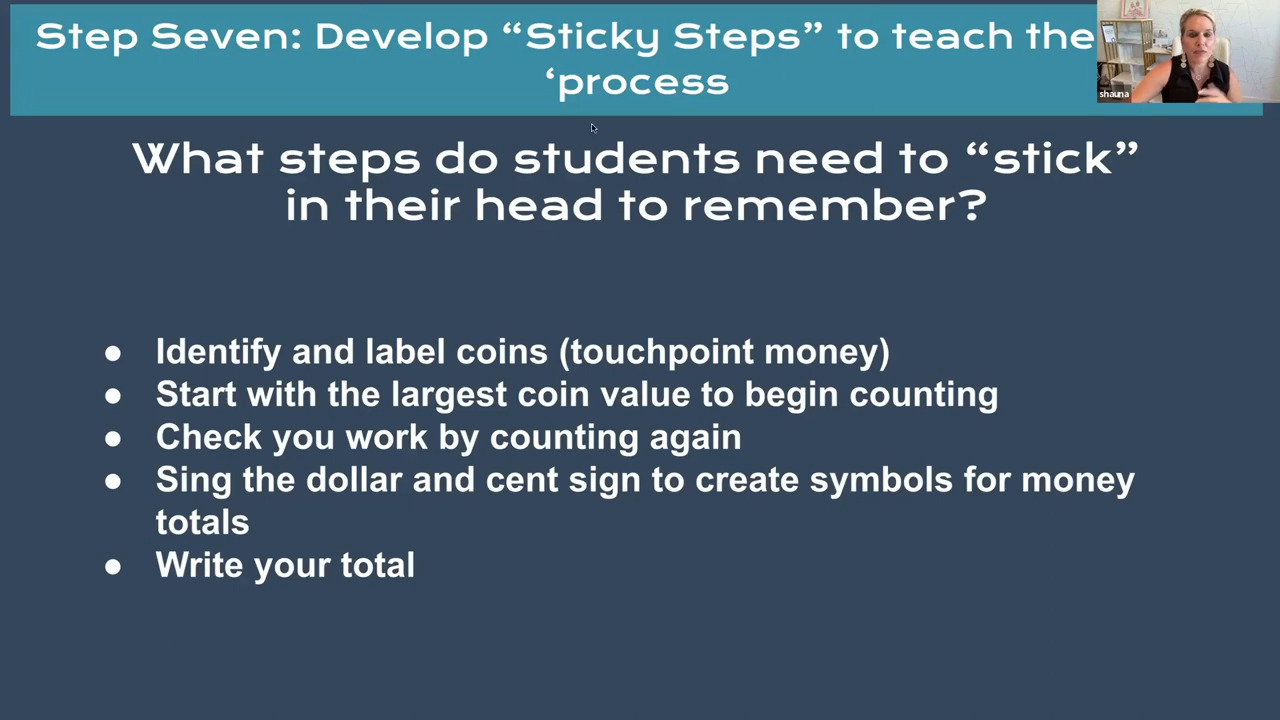 Step Seven: Develop “Sticky Steps” to teach the
‘process
shauna
What steps do students need to “stick”
in their head to remember?
● Identify and label coins (touchpoint money)
● Start with the largest coin value to begin counting
● Check you work by counting again
● Sing the dollar and cent sign to create symbols for money
totals
● Write your total